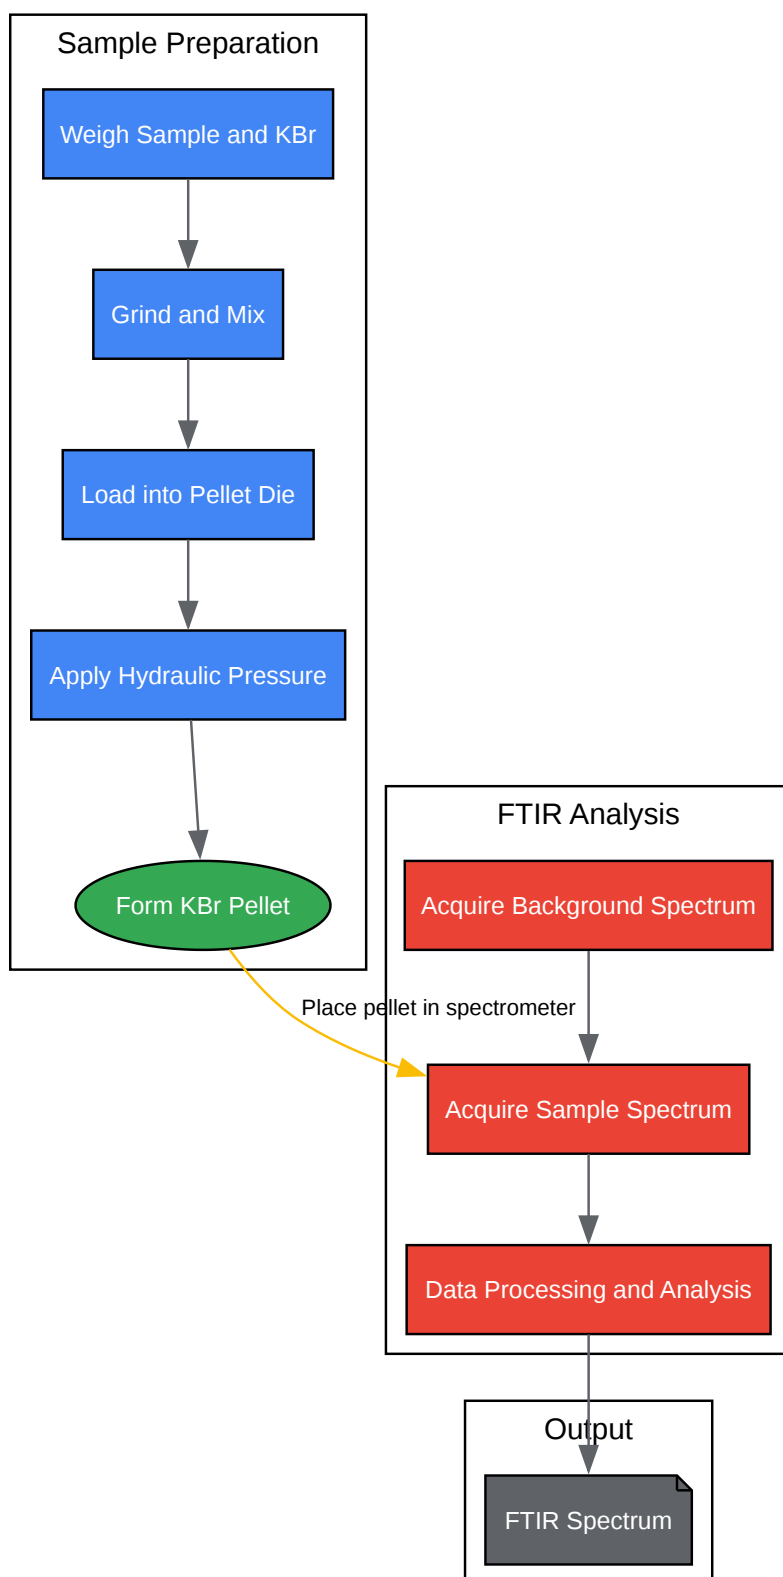 Sample Preparation
Weigh Sample and KBr
Grind and Mix
Load into Pellet Die
Apply Hydraulic Pressure
Form KBr Pellet
Place pellet in spectrometer
FTIR Analysis
Acquire Background Spectrum
Acquire Sample Spectrum
Data Processing and Analysis
Output
FTIR Spectrum